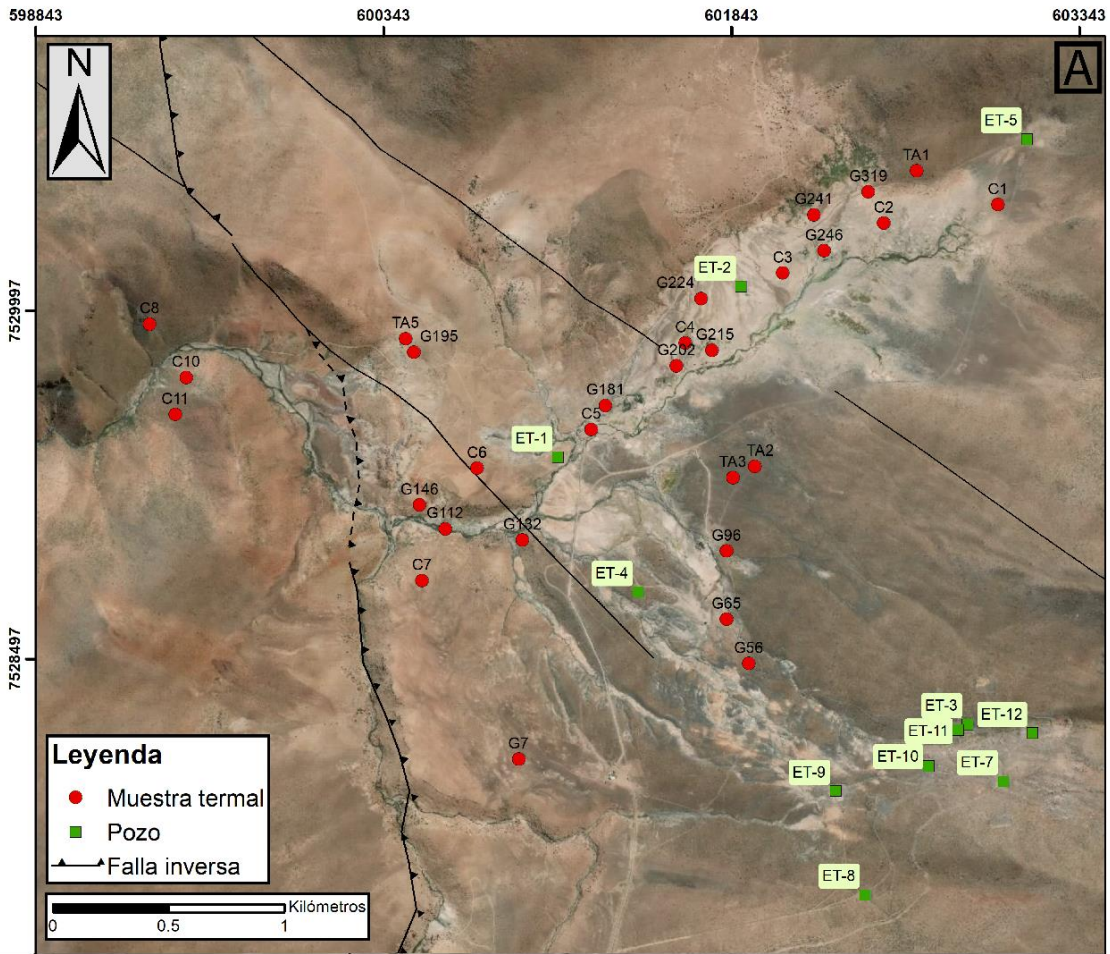 598843
600343
601843
603343
N
A
ET-5
TA1
G319
C1
G241
C2
G246
C3
ET-2
G224
7529997
C8
TA5
G195
C4
G215
G202
C10
C11
G181
C5
ET-1
C6
TA2
TA3
G146
G112
G132
G96
C7
ET-4
G65
7528497
G56
ET-3
ET-12
ET-11
G7
ET-10
ET-7
ET-9
ET-8
Leyenda
Muestra termal
Pozo
Falla inversa
Kilómetros
0 0.5 1